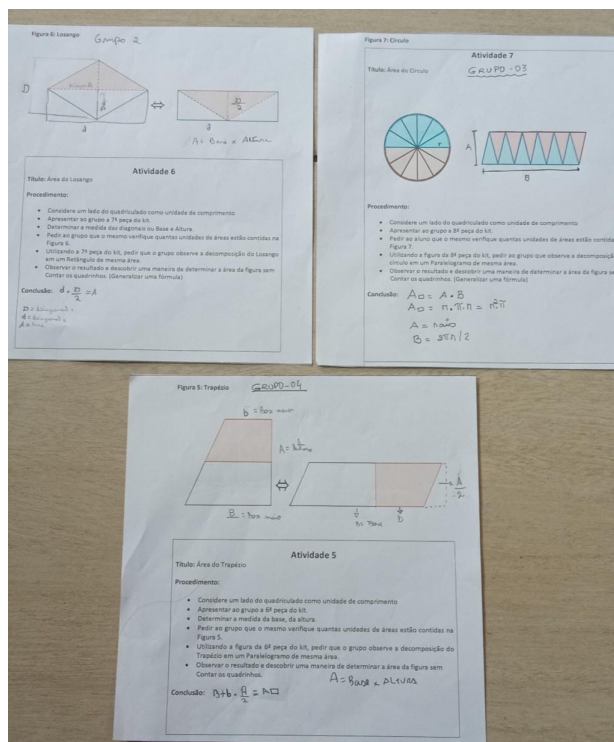 Figura 6: Losango Grupo 2
D
D/2
d
d
A = Base x Altura
Atividade 6
Título: Área do Losango
Procedimento:
• Considere um lado do quadriculado como unidade de comprimento
• Apresentar ao grupo a 7ª peça do kit.
• Determinar a medida das diagonais ou Base e Altura.
• Pedir ao grupo que o mesmo verifique quantas unidades de áreas estão contidas na
Figura 6.
• Utilizando a 7ª peça do kit, pedir que o grupo observe a decomposição do Losango
em um Retângulo de mesma área.
• Observar o resultado e descobrir uma maneira de determinar a área da figura sem
Contar os quadrinhos. (Generalizar uma fórmula)
Conclusão: d . D/2 = A
Figura 7: Círculo
Atividade 7
Título: Área do Círculo GRUPO-03
r
A
B
Procedimento:
• Considere um lado do quadriculado como unidade de comprimento
• Apresentar ao grupo a 8ª peça do kit.
• Pedir ao aluno que o mesmo verifique quantas unidades de áreas estão contida
Figura 7.
• Utilizando a figura da 8ª peça do kit, pedir ao grupo que observe a decomposiçã
círculo em um Paralelogramo de mesma área.
• Observar o resultado e descobrir uma maneira de determinar a área da figura se
Contar os quadrinhos. (Generalizar uma fórmula)
Conclusão: A▱ = A . B
A▱ = r . π . r = r²π
A = raio
B = 2πr/2
Figura 5: Trapézio GRUPO-04
b =
A = Altura
B =
B = Base
b
A/2
Atividade 5
Título: Área do Trapézio
Procedimento:
• Considere um lado do quadriculado como unidade de comprimento
• Apresentar ao grupo a 6ª peça do kit.
• Determinar a medida da base, da altura.
• Pedir ao grupo que o mesmo verifique quantas unidades de áreas estão contidas na
Figura 5.
• Utilizando a figura da 6ª peça do kit, pedir que o grupo observe a decomposição do
Trapézio em um Paralelogramo de mesma área.
• Observar o resultado e descobrir uma maneira de determinar a área da figura sem
Contar os quadrinhos. A = Base x ALTURA
Conclusão: B+b . A/2 = A▱